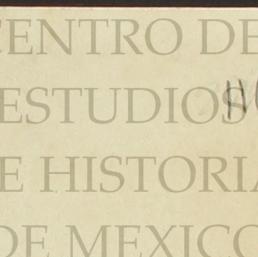 CENTRO DE
ESTUDIOS
E HISTORIA
DE MEXICO